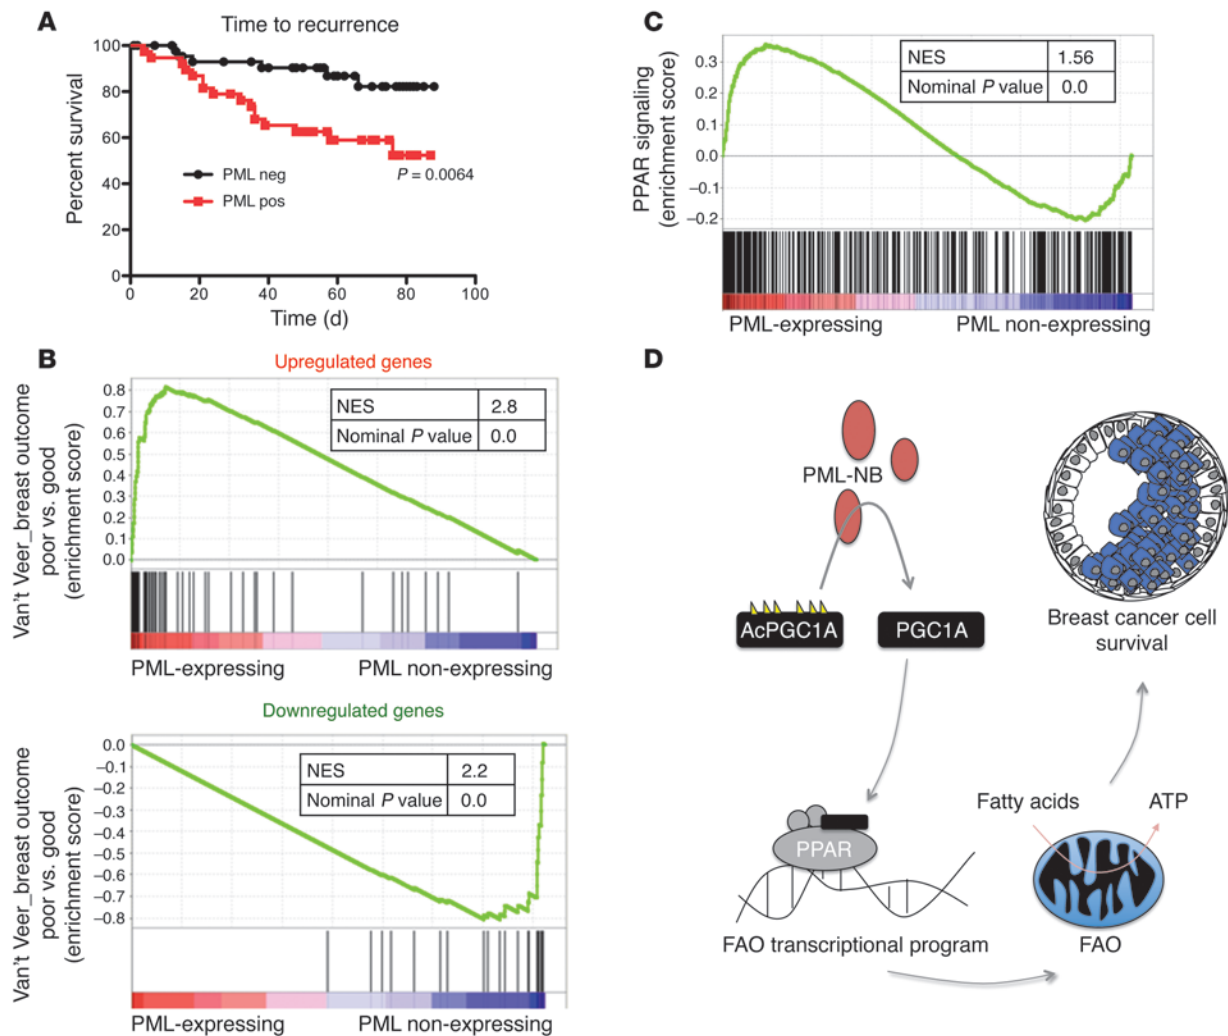 A
Time to recurrence
Percent survival
100
80
60
40
20
0
PML neg
PML pos
P = 0.0064
0 20 40 60 80 100
Time (d)
B
Upregulated genes
Van't Veer_breast outcome
poor vs. good
(enrichment score)
0.8
0.7
0.6
0.5
0.4
0.3
0.2
0.1
0.0
NES 2.8
Nominal P value 0.0
PML-expressing PML non-expressing
Downregulated genes
Van't Veer_breast outcome
poor vs. good
(enrichment score)
0.0
−0.1
−0.2
−0.3
−0.4
−0.5
−0.6
−0.7
−0.8
NES 2.2
Nominal P value 0.0
PML-expressing PML non-expressing
C
PPAR signaling
(enrichment score)
0.3
0.2
0.1
0.0
−0.1
−0.2
NES 1.56
Nominal P value 0.0
PML-expressing PML non-expressing
D
PML-NB
AcPGC1A PGC1A
Breast cancer cell
survival
PPAR
FAO transcriptional program
Fatty acids ATP
FAO